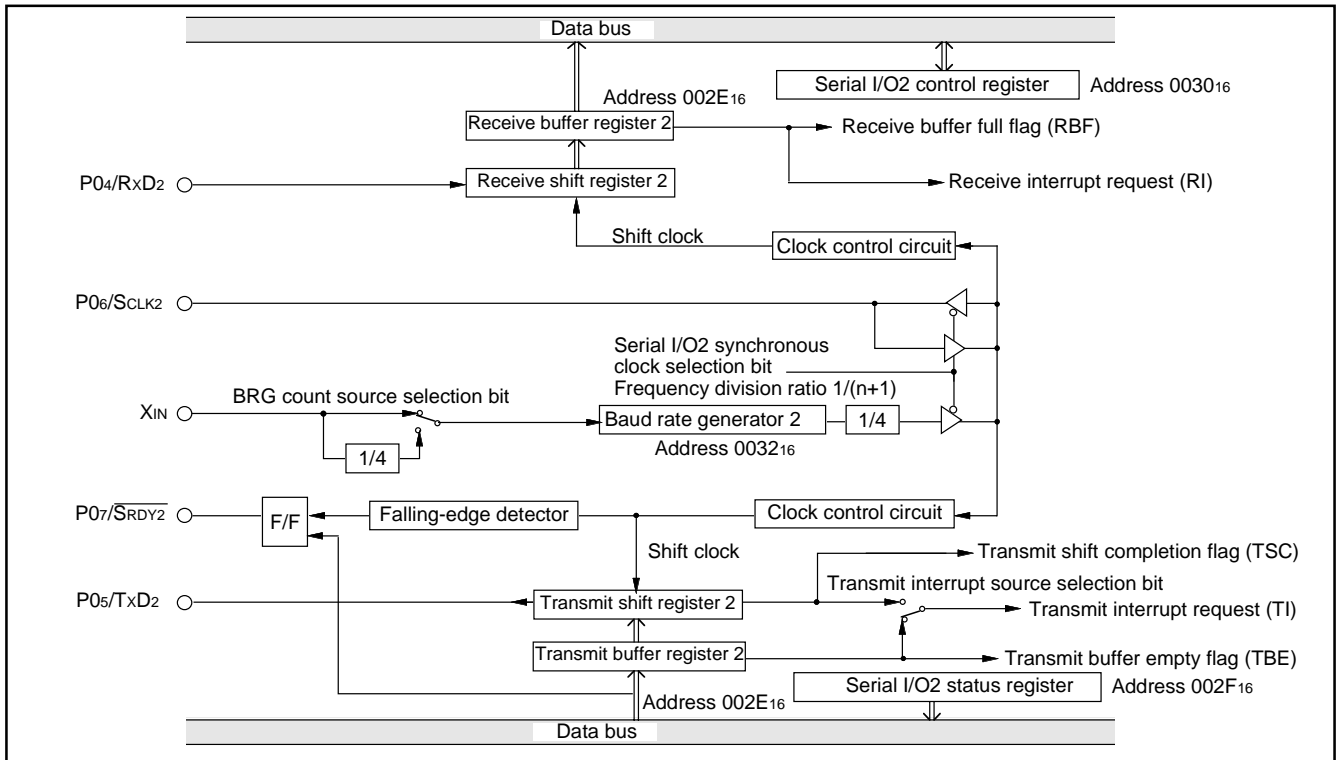 Data bus
Serial I/O2 control register Address 003016
Address 002E16
Receive buffer register 2 Receive buffer full flag (RBF)
P04/RxD2 Receive shift register 2 Receive interrupt request (RI)
Shift clock Clock control circuit
P06/SCLK2
Serial I/O2 synchronous
clock selection bit
Frequency division ratio 1/(n+1)
BRG count source selection bit
XIN Baud rate generator 2 1/4
Address 003216
1/4
P07/SRDY2 F/F Falling-edge detector Clock control circuit
Shift clock
Transmit shift completion flag (TSC)
Transmit interrupt source selection bit
P05/TxD2 Transmit shift register 2
Transmit interrupt request (TI)
Transmit buffer register 2 Transmit buffer empty flag (TBE)
Address 002E16 Serial I/O2 status register Address 002F16
Data bus